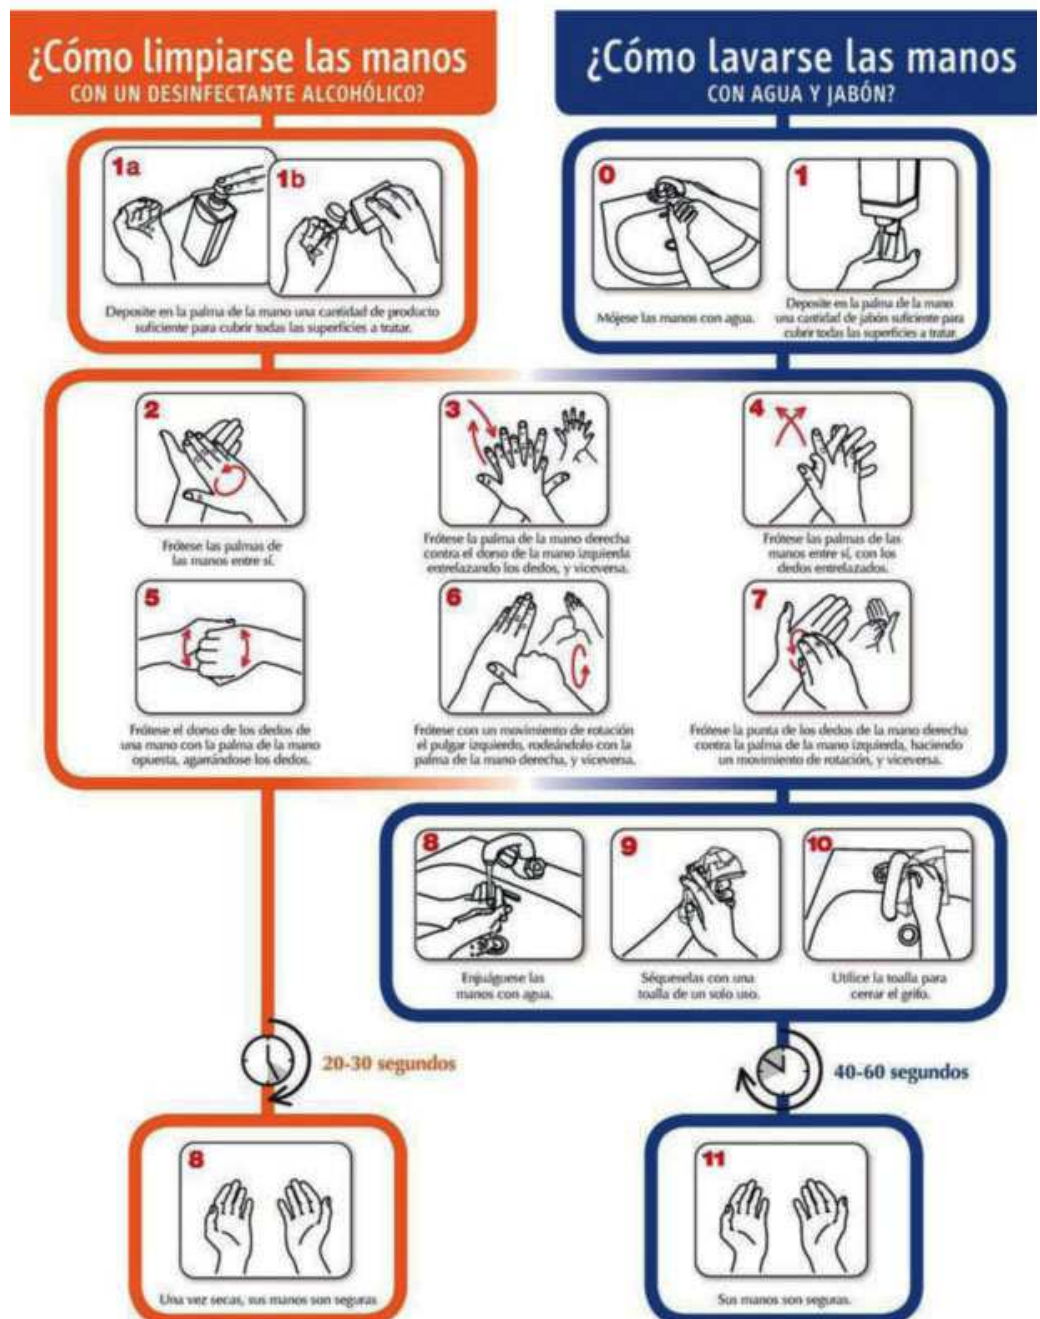 ¿Cómo limpiarse las manos
CON UN DESINFECTANTE ALCOHÓLICO?
¿Cómo lavarse las manos
CON AGUA Y JABÓN?
1a
1b
Deposite en la palma de la mano una cantidad de producto
suficiente para cubrir todas las superficies a tratar.
0
Mójese las manos con agua.
1
Deposite en la palma de la mano
una cantidad de jabón suficiente para
cubrir todas las superficies a tratar.
2
Frótese las palmas de
las manos entre sí.
3
Frótese la palma de la mano derecha
contra el dorso de la mano izquierda
entrelazando los dedos, y viceversa.
4
Frótese las palmas de las
manos entre sí, con los
dedos entrelazados.
5
Frótese el dorso de los dedos de
una mano con la palma de la mano
opuesta, agarrándose los dedos.
6
Frótese con un movimiento de rotación
el pulgar izquierdo, rodeándolo con la
palma de la mano derecha, y viceversa.
7
Frótese la punta de los dedos de la mano derecha
contra la palma de la mano izquierda, haciendo
un movimiento de rotación, y viceversa.
8
Enjuáguese las
manos con agua.
9
Séqueselas con una
toalla de un solo uso.
10
Utilice la toalla para
cerrar el grifo.
20-30 segundos
40-60 segundos
8
Una vez secas, sus manos son seguras
11
Sus manos son seguras.